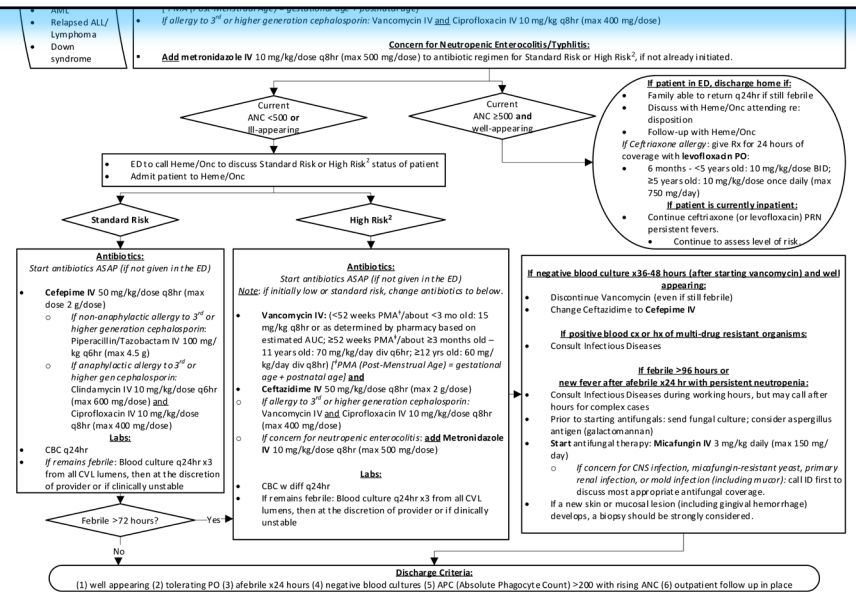 AML
Relapsed ALL/
Lymphoma
Down
syndrome
[†PMA (Post-Menstrual Age) = gestational age + postnatal age]
If allergy to 3rd or higher generation cephalosporin: Vancomycin IV and Ciprofloxacin IV 10 mg/kg q8hr (max 400 mg/dose)
Concern for Neutropenic Enterocolitis/Typhlitis:
Add metronidazole IV 10 mg/kg/dose q8hr (max 500 mg/dose) to antibiotic regimen for Standard Risk or High Risk2, if not already initiated.
Current
ANC <500 or
Ill-appearing
Current
ANC ≥500 and
well-appearing
If patient in ED, discharge home if:
• Family able to return q24hr if still febrile
• Discuss with Heme/Onc attending re:
disposition
• Follow-up with Heme/Onc
If Ceftriaxone allergy: give Rx for 24 hours of
coverage with levofloxacin PO:
• 6 months - <5 years old: 10 mg/kg/dose BID;
≥5 years old: 10 mg/kg/dose once daily (max
750 mg/day)
If patient is currently inpatient:
• Continue ceftriaxone (or levofloxacin) PRN
persistent fevers.
• Continue to assess level of risk.
• ED to call Heme/Onc to discuss Standard Risk or High Risk2 status of patient
• Admit patient to Heme/Onc
Standard Risk
High Risk2
Antibiotics:
Start antibiotics ASAP (if not given in the ED)
• Cefepime IV 50 mg/kg/dose q8hr (max
dose 2 g/dose)
o If non-anaphylactic allergy to 3rd or
higher generation cephalosporin:
Piperacillin/Tazobactam IV 100 mg/
kg q6hr (max 4.5 g)
o If anaphylactic allergy to 3rd or
higher gen cephalosporin:
Clindamycin IV 10 mg/kg/dose q6hr
(max 600 mg/dose) and
Ciprofloxacin IV 10 mg/kg/dose
q8hr (max 400 mg/dose)
Labs:
• CBC q24hr
• If remains febrile: Blood culture q24hr x3
from all CVL lumens, then at the discretion
of provider or if clinically unstable
Antibiotics:
Start antibiotics ASAP (if not given in the ED)
Note: if initially low or standard risk, change antibiotics to below.
• Vancomycin IV: (<52 weeks PMA‡/about <3 mo old: 15
mg/kg q8hr or as determined by pharmacy based on
estimated AUC; ≥52 weeks PMA‡/about ≥3 months old –
11 years old: 70 mg/kg/day div q6hr; ≥12 yrs old: 60 mg/
kg/day div q8hr) [‡PMA (Post-Menstrual Age) = gestational
age + postnatal age] and
• Ceftazidime IV 50 mg/kg/dose q8hr (max 2 g/dose)
o If allergy to 3rd or higher generation cephalosporin:
Vancomycin IV and Ciprofloxacin IV 10 mg/kg/dose q8hr
(max 400 mg/dose)
o If concern for neutropenic enterocolitis: add Metronidazole
IV 10 mg/kg/dose q8hr (max 500 mg/dose)
Labs:
• CBC w diff q24hr
• If remains febrile: Blood culture q24hr x3 from all CVL
lumens, then at discretion of provider or if clinically
unstable
If negative blood culture x36-48 hours (after starting vancomycin) and well
appearing:
• Discontinue Vancomycin (even if still febrile)
• Change Ceftazidime to Cefepime IV
If positive blood cx or hx of multi-drug resistant organisms:
• Consult Infectious Diseases
If febrile >96 hours or
new fever after afebrile x24 hr with persistent neutropenia:
• Consult Infectious Diseases during working hours, but may call after
hours for complex cases
• Prior to starting antifungals: send fungal culture; consider aspergillus
antigen (galactomannan)
• Start antifungal therapy: Micafungin IV 3 mg/kg daily (max 150 mg/
day)
o If concern for CNS infection, micafungin-resistant yeast, primary
renal infection, or mold infection (including mucor): call ID first to
discuss most appropriate antifungal coverage.
• If a new skin or mucosal lesion (including gingival hemorrhage)
develops, a biopsy should be strongly considered.
Febrile >72 hours?
Yes
No
Discharge Criteria:
(1) well appearing (2) tolerating PO (3) afebrile x24 hours (4) negative blood cultures (5) APC (Absolute Phagocyte Count) >200 with rising ANC (6) outpatient follow up in place